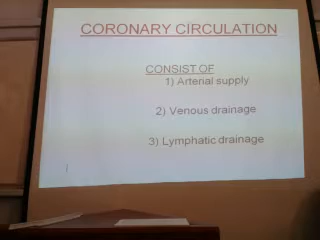 CORONARY CIRCULATION
CONSIST OF
1) Arterial supply
2) Venous drainage
3) Lymphatic drainage